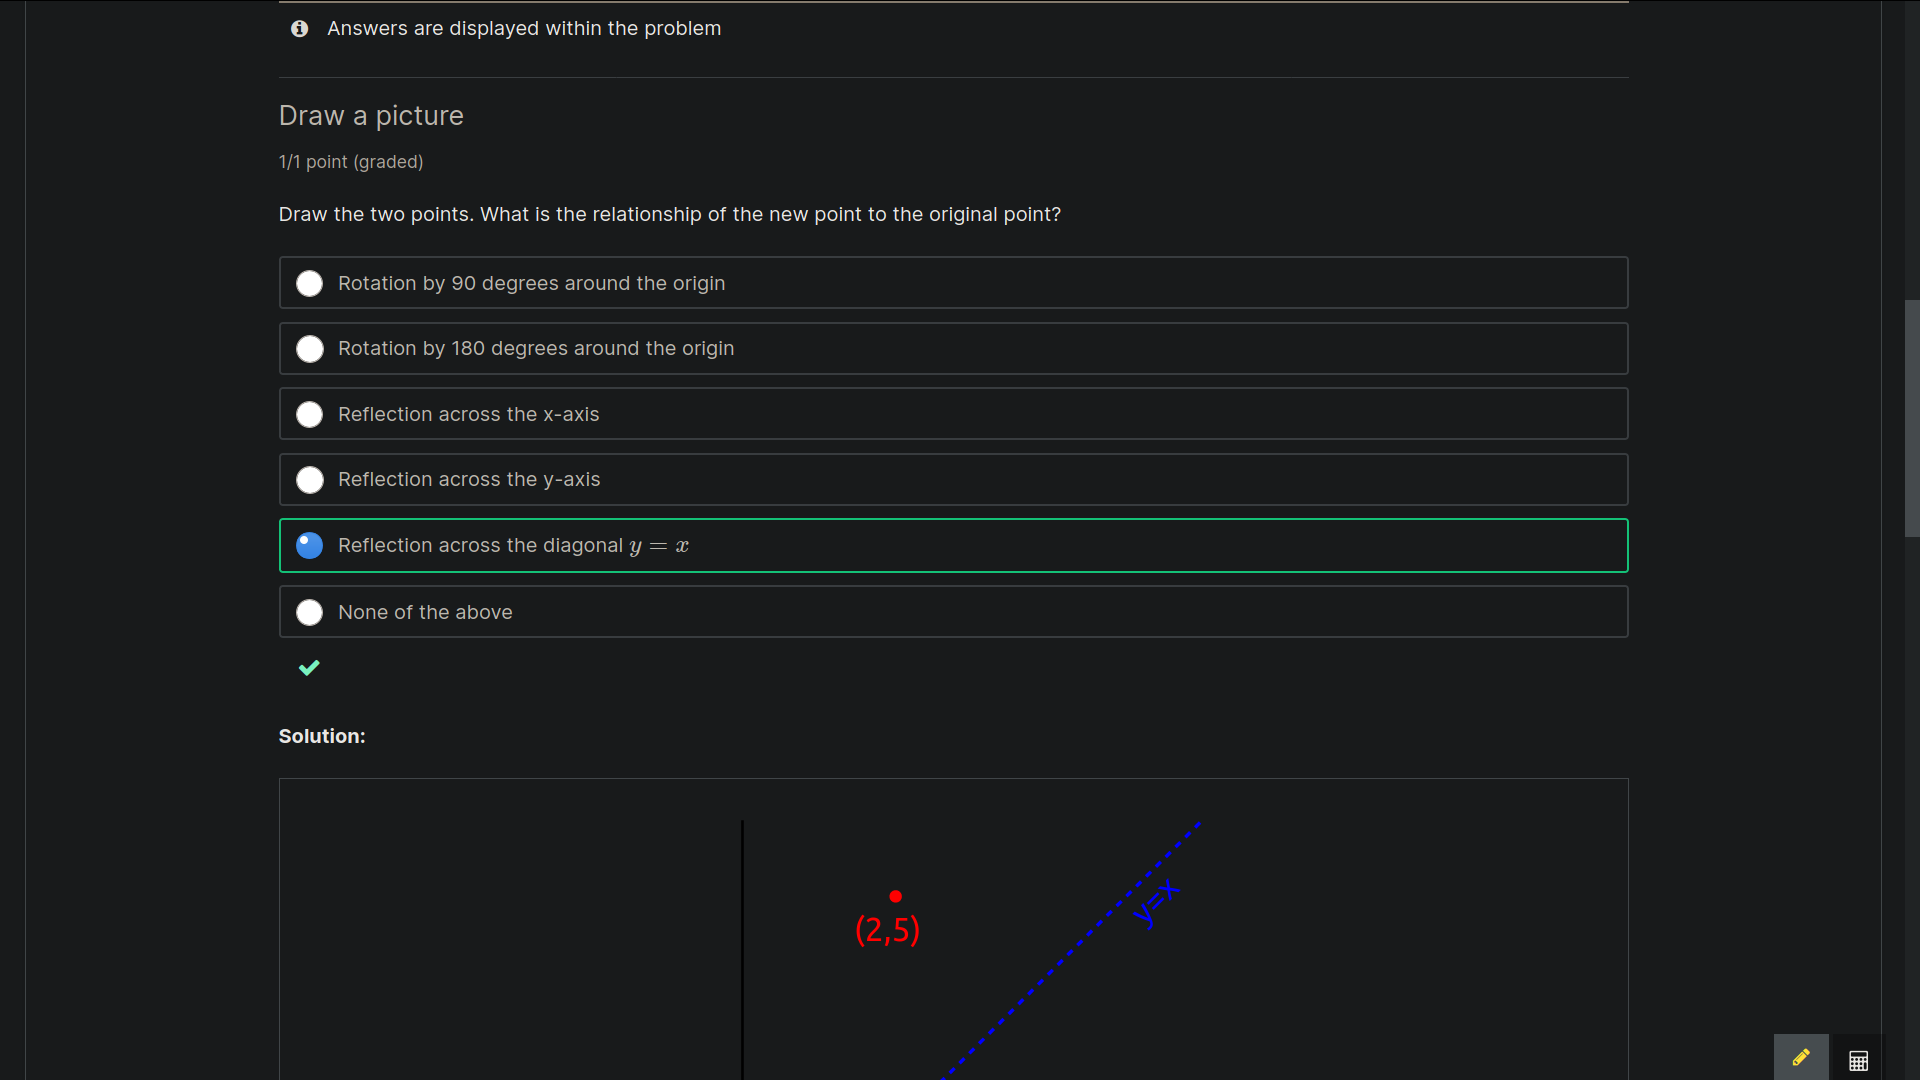 Answers are displayed within the problem
Draw a picture
1/1 point (graded)
Draw the two points. What is the relationship of the new point to the original point?
Rotation by 90 degrees around the origin
Rotation by 180 degrees around the origin
Reflection across the x-axis
Reflection across the y-axis
Reflection across the diagonal y = x
None of the above
Solution:
y=x
(2,5)